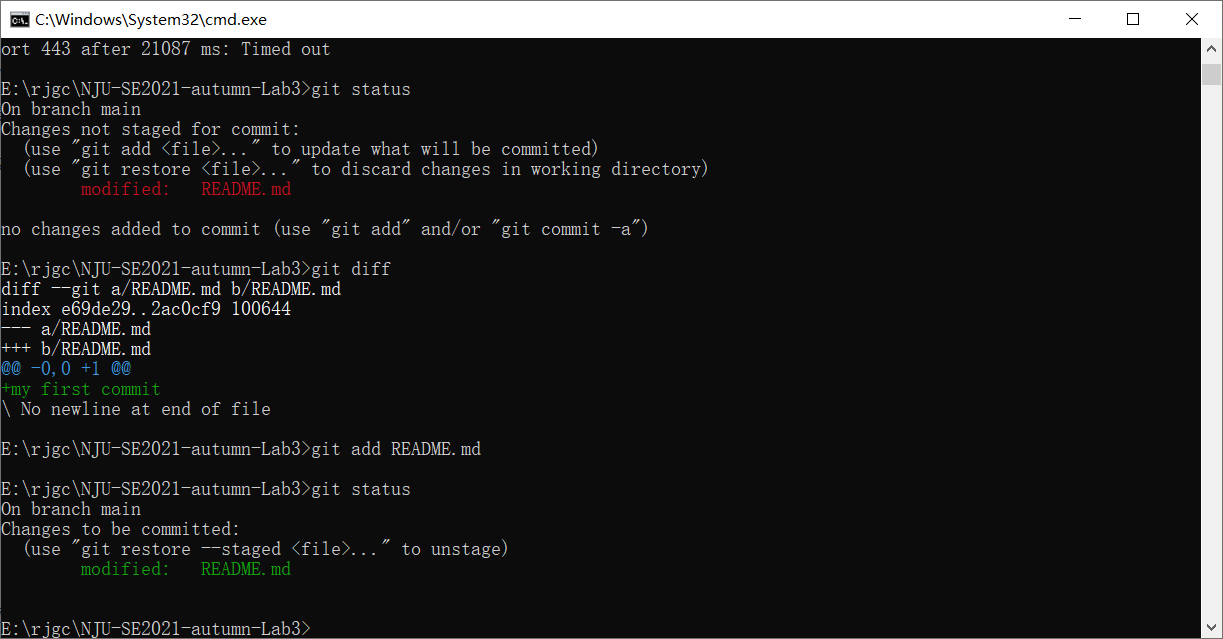 C:\Windows\System32\cmd.exe
ort 443 after 21087 ms: Timed out
E:\rjgc\NJU-SE2021-autumn-Lab3>git status
On branch main
Changes not staged for commit:
  (use "git add <file>..." to update what will be committed)
  (use "git restore <file>..." to discard changes in working directory)
        modified:   README.md
no changes added to commit (use "git add" and/or "git commit -a")
E:\rjgc\NJU-SE2021-autumn-Lab3>git diff
diff --git a/README.md b/README.md
index e69de29..2ac0cf9 100644
--- a/README.md
+++ b/README.md
@@ -0,0 +1 @@
+my first commit
\ No newline at end of file
E:\rjgc\NJU-SE2021-autumn-Lab3>git add README.md
E:\rjgc\NJU-SE2021-autumn-Lab3>git status
On branch main
Changes to be committed:
  (use "git restore --staged <file>..." to unstage)
        modified:   README.md
E:\rjgc\NJU-SE2021-autumn-Lab3>